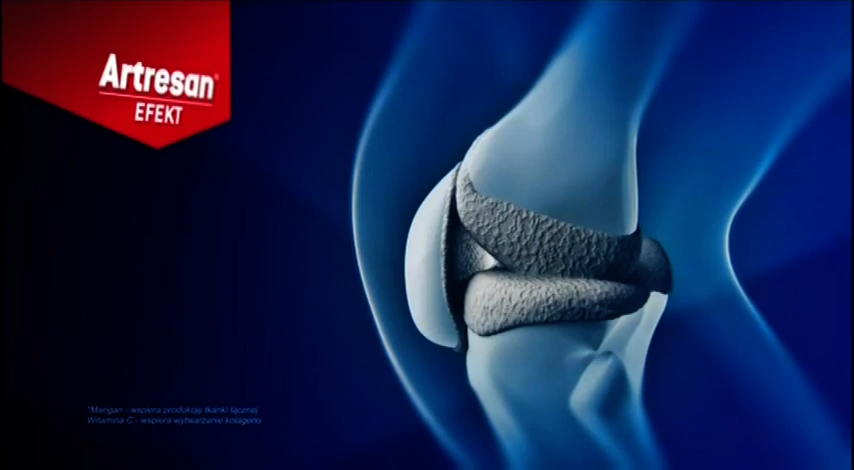 Artresan®
EFEKT
*Mangan - wspiera produkcję tkanki łącznej
Witamina C - wspiera wytwarzanie kolagenu